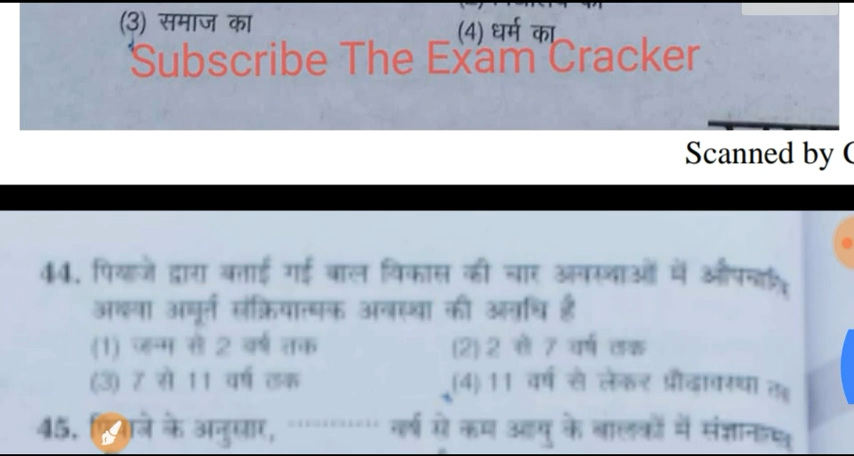 (3) समाज का
(4) धर्म का
Subscribe The Exam Cracker
Scanned by
44. पियाजे द्वारा बताई गई बाल विकास की चार अवस्थाओं में
अथवा अमूर्त संक्रियात्मक अवस्था की अवधि है
(1) जन्म से 2 वर्ष तक
(2) 2 से 7 वर्ष तक
(3) 7 से 11 वर्ष तक
(4) 11 वर्ष से लेकर प्रौढावस्था
45. के अनुसार, ............ वर्ष से कम आयु के बालकों में